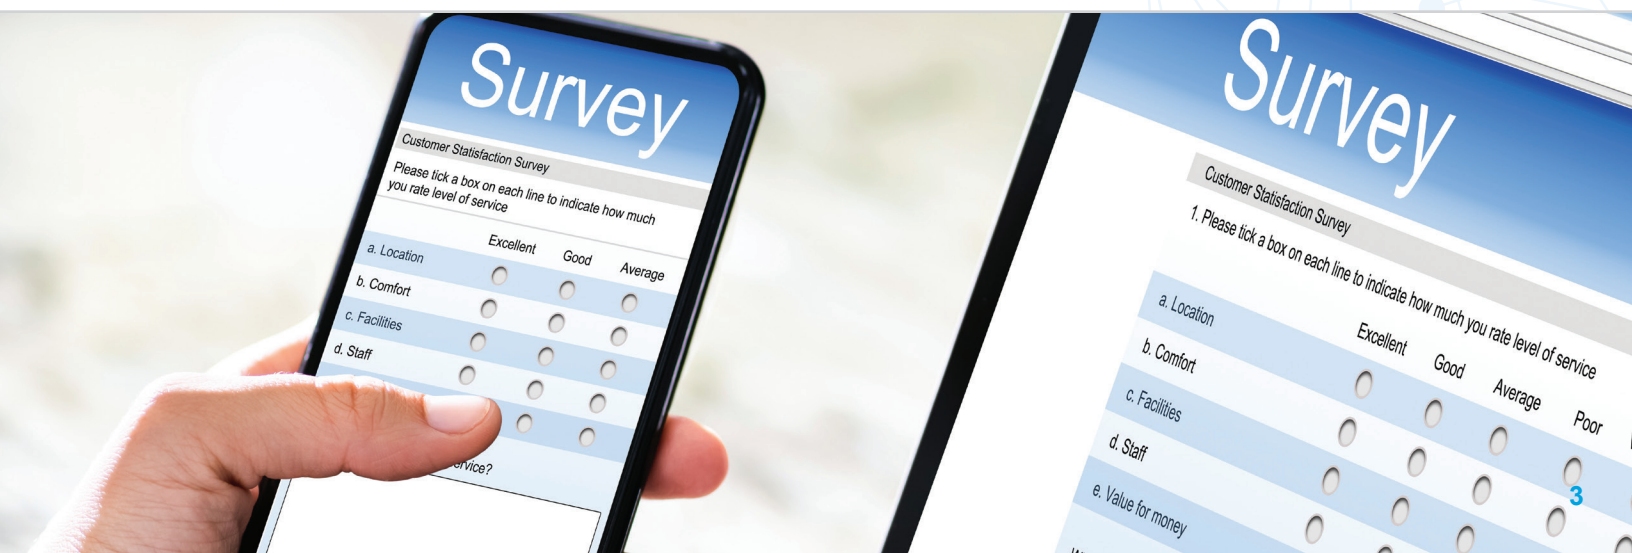 Survey
Customer Statisfaction Survey
Please tick a box on each line to indicate how much
you rate level of service
Excellent Good Average
a. Location
b. Comfort
c. Facilities
d. Staff
Survey
Customer Statisfaction Survey
1. Please tick a box on each line to indicate how much you rate level of service
Excellent Good Average Poor
a. Location
b. Comfort
c. Facilities
d. Staff
e. Value for money
3